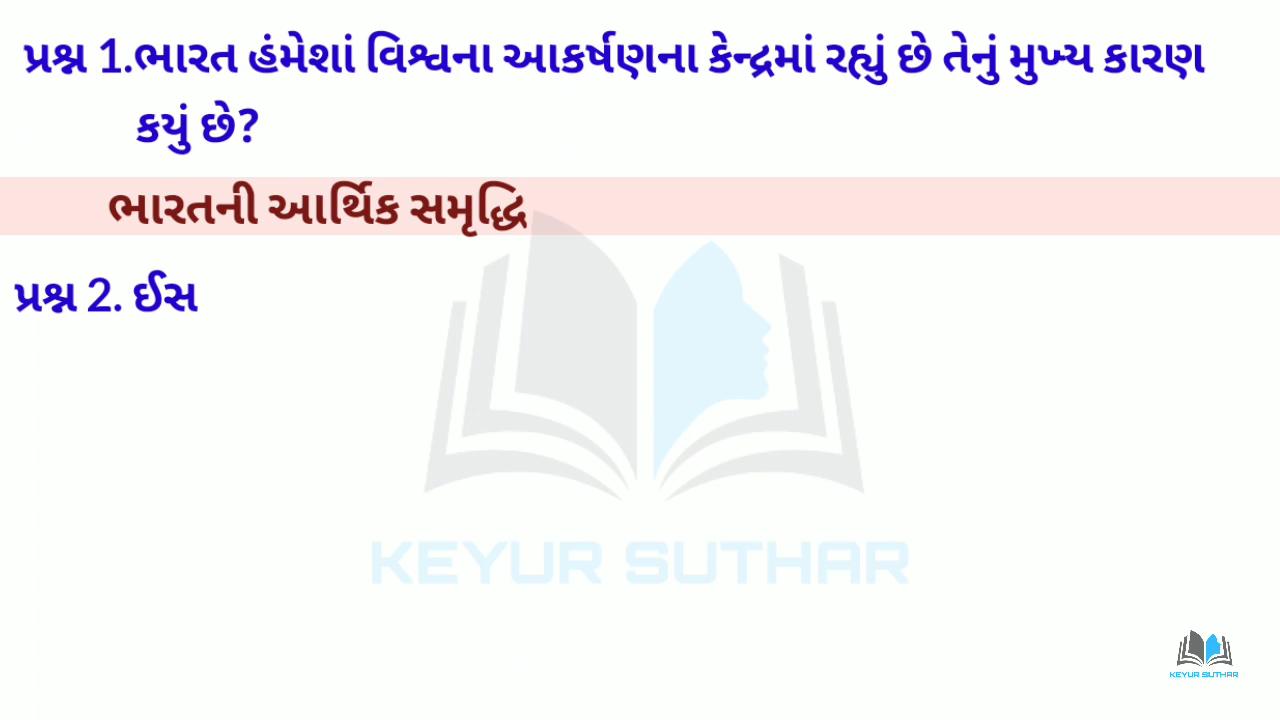 પ્રશ્ન 1.ભારત હંમેશાં વિશ્વના આકર્ષણના કેન્દ્રમાં રહ્યું છે તેનું મુખ્ય કારણ
કયું છે?
ભારતની આર્થિક સમૃદ્ધિ
પ્રશ્ન 2. ઈસ
KEYUR SUTHAR
KEYUR SUTHAR